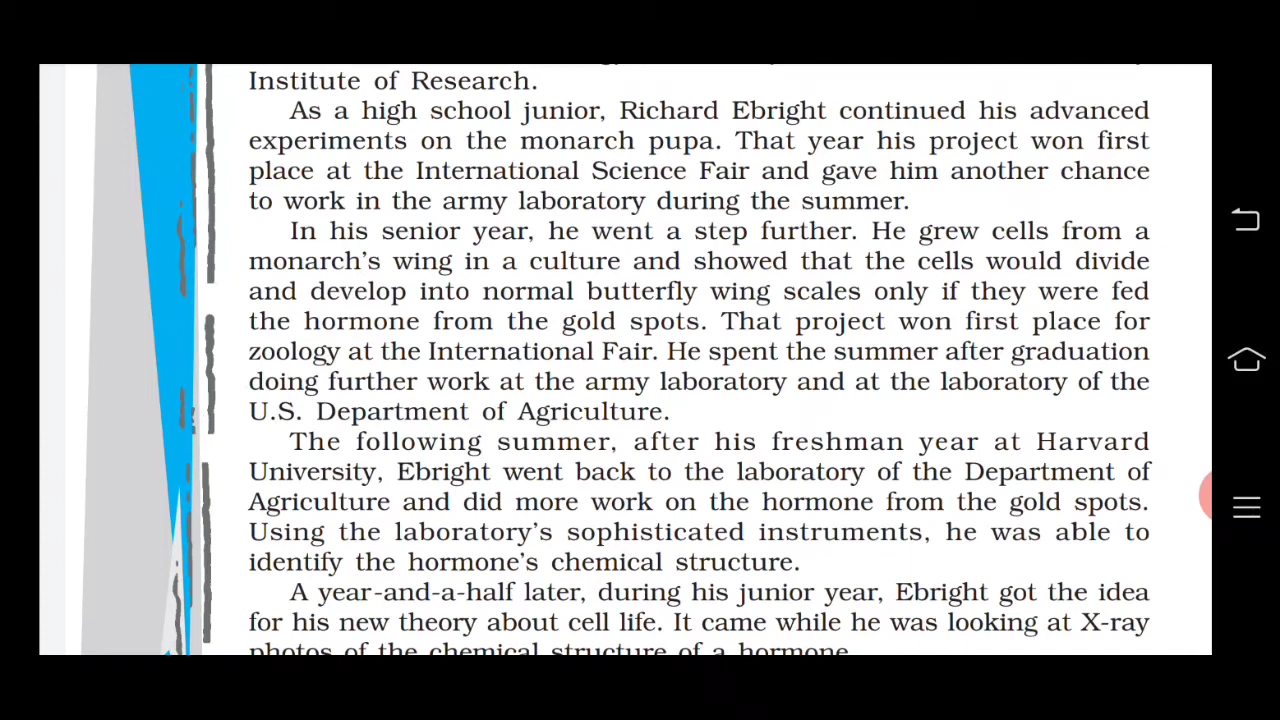 Institute of Research.
As a high school junior, Richard Ebright continued his advanced
experiments on the monarch pupa. That year his project won first
place at the International Science Fair and gave him another chance
to work in the army laboratory during the summer.
In his senior year, he went a step further. He grew cells from a
monarch's wing in a culture and showed that the cells would divide
and develop into normal butterfly wing scales only if they were fed
the hormone from the gold spots. That project won first place for
zoology at the International Fair. He spent the summer after graduation
doing further work at the army laboratory and at the laboratory of the
U.S. Department of Agriculture.
The following summer, after his freshman year at Harvard
University, Ebright went back to the laboratory of the Department of
Agriculture and did more work on the hormone from the gold spots.
Using the laboratory's sophisticated instruments, he was able to
identify the hormone's chemical structure.
A year-and-a-half later, during his junior year, Ebright got the idea
for his new theory about cell life. It came while he was looking at X-ray
photos of the chemical structure of a hormone.